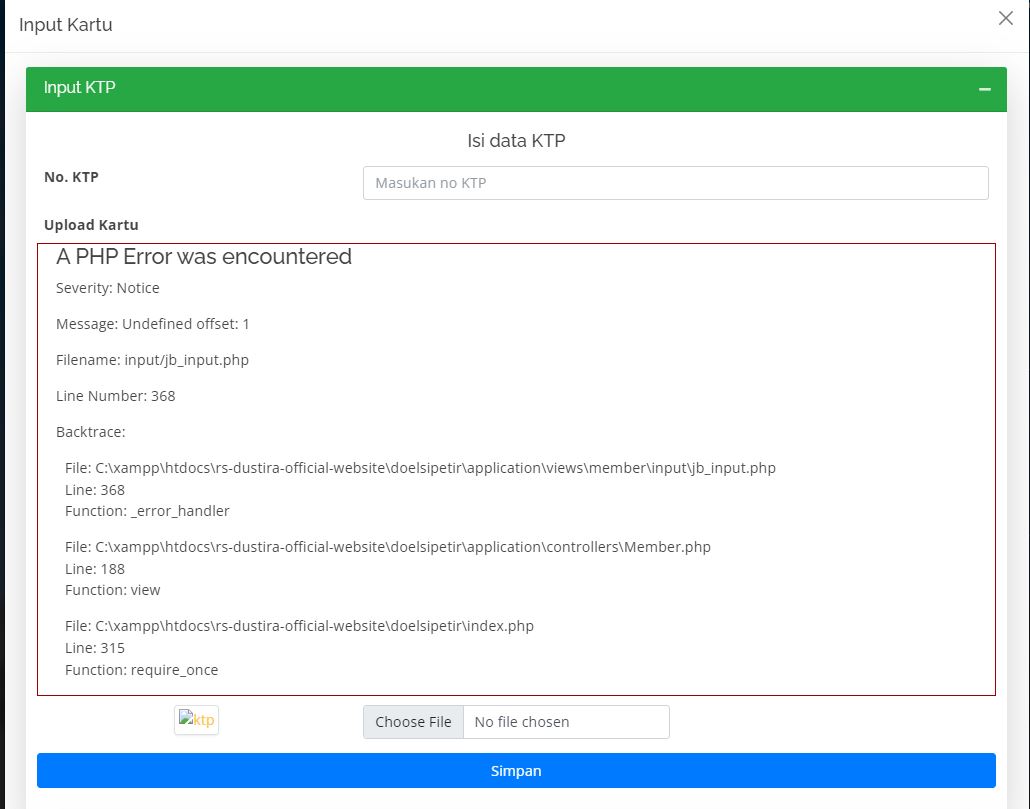 Input Kartu
Input KTP
Isi data KTP
No. KTP
Masukan no KTP
Upload Kartu
A PHP Error was encountered
Severity: Notice
Message: Undefined offset: 1
Filename: input/jb_input.php
Line Number: 368
Backtrace:
File: C:\xampp\htdocs\rs-dustira-official-website\doelsipetir\application\views\member\input\jb_input.php
Line: 368
Function: _error_handler
File: C:\xampp\htdocs\rs-dustira-official-website\doelsipetir\application\controllers\Member.php
Line: 188
Function: view
File: C:\xampp\htdocs\rs-dustira-official-website\doelsipetir\index.php
Line: 315
Function: require_once
ktp
Choose File No file chosen
Simpan